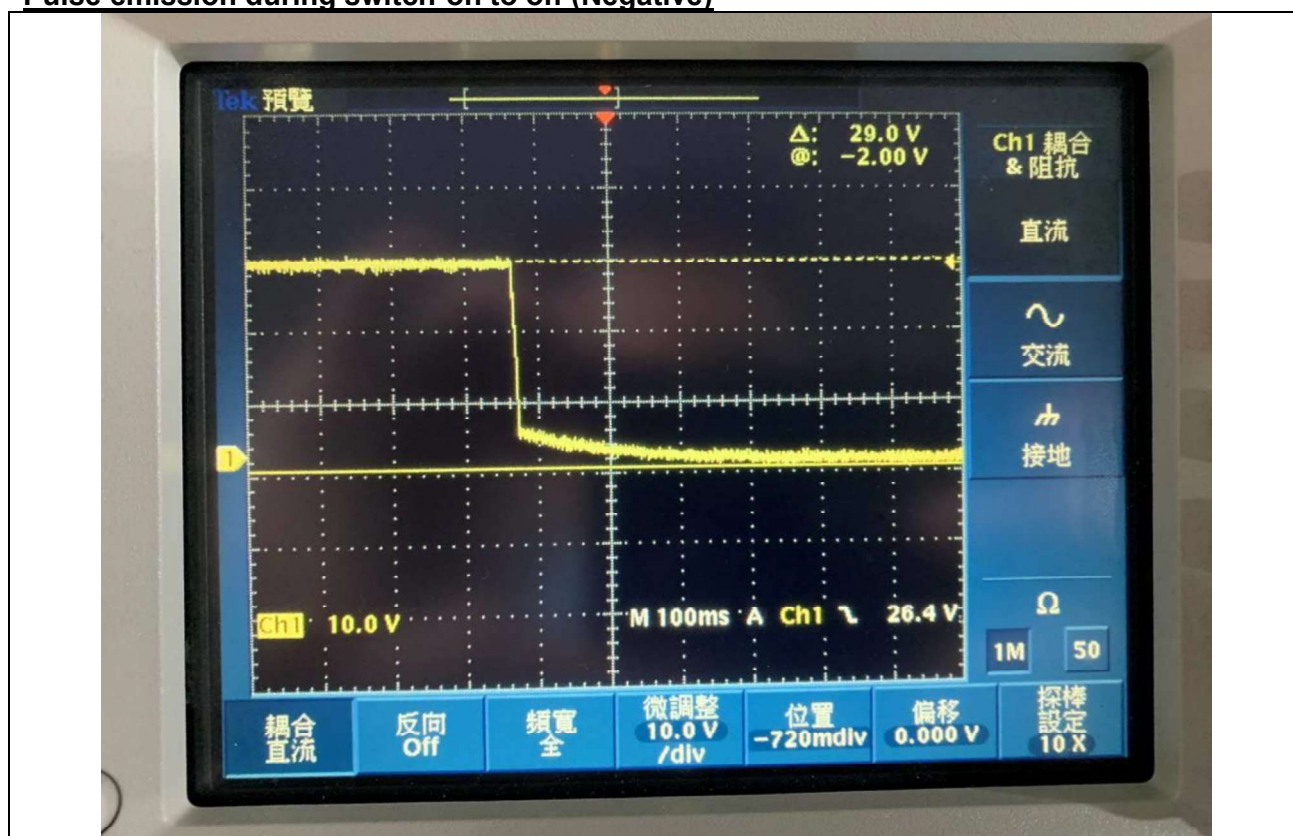 Pulse emission during switch on to off (Negative)
Tek 預覽
Δ: 29.0 V
@: -2.00 V
Ch1 耦合
& 阻抗
直流
交流
接地
1
Ch1 10.0 V
M 100ms A Ch1 26.4 V
Ω
1M 50
耦合
直流
反向
Off
頻寬
全
微調整
10.0 V
/div
位置
-720mdiv
偏移
0.000 V
探棒
設定
10 X